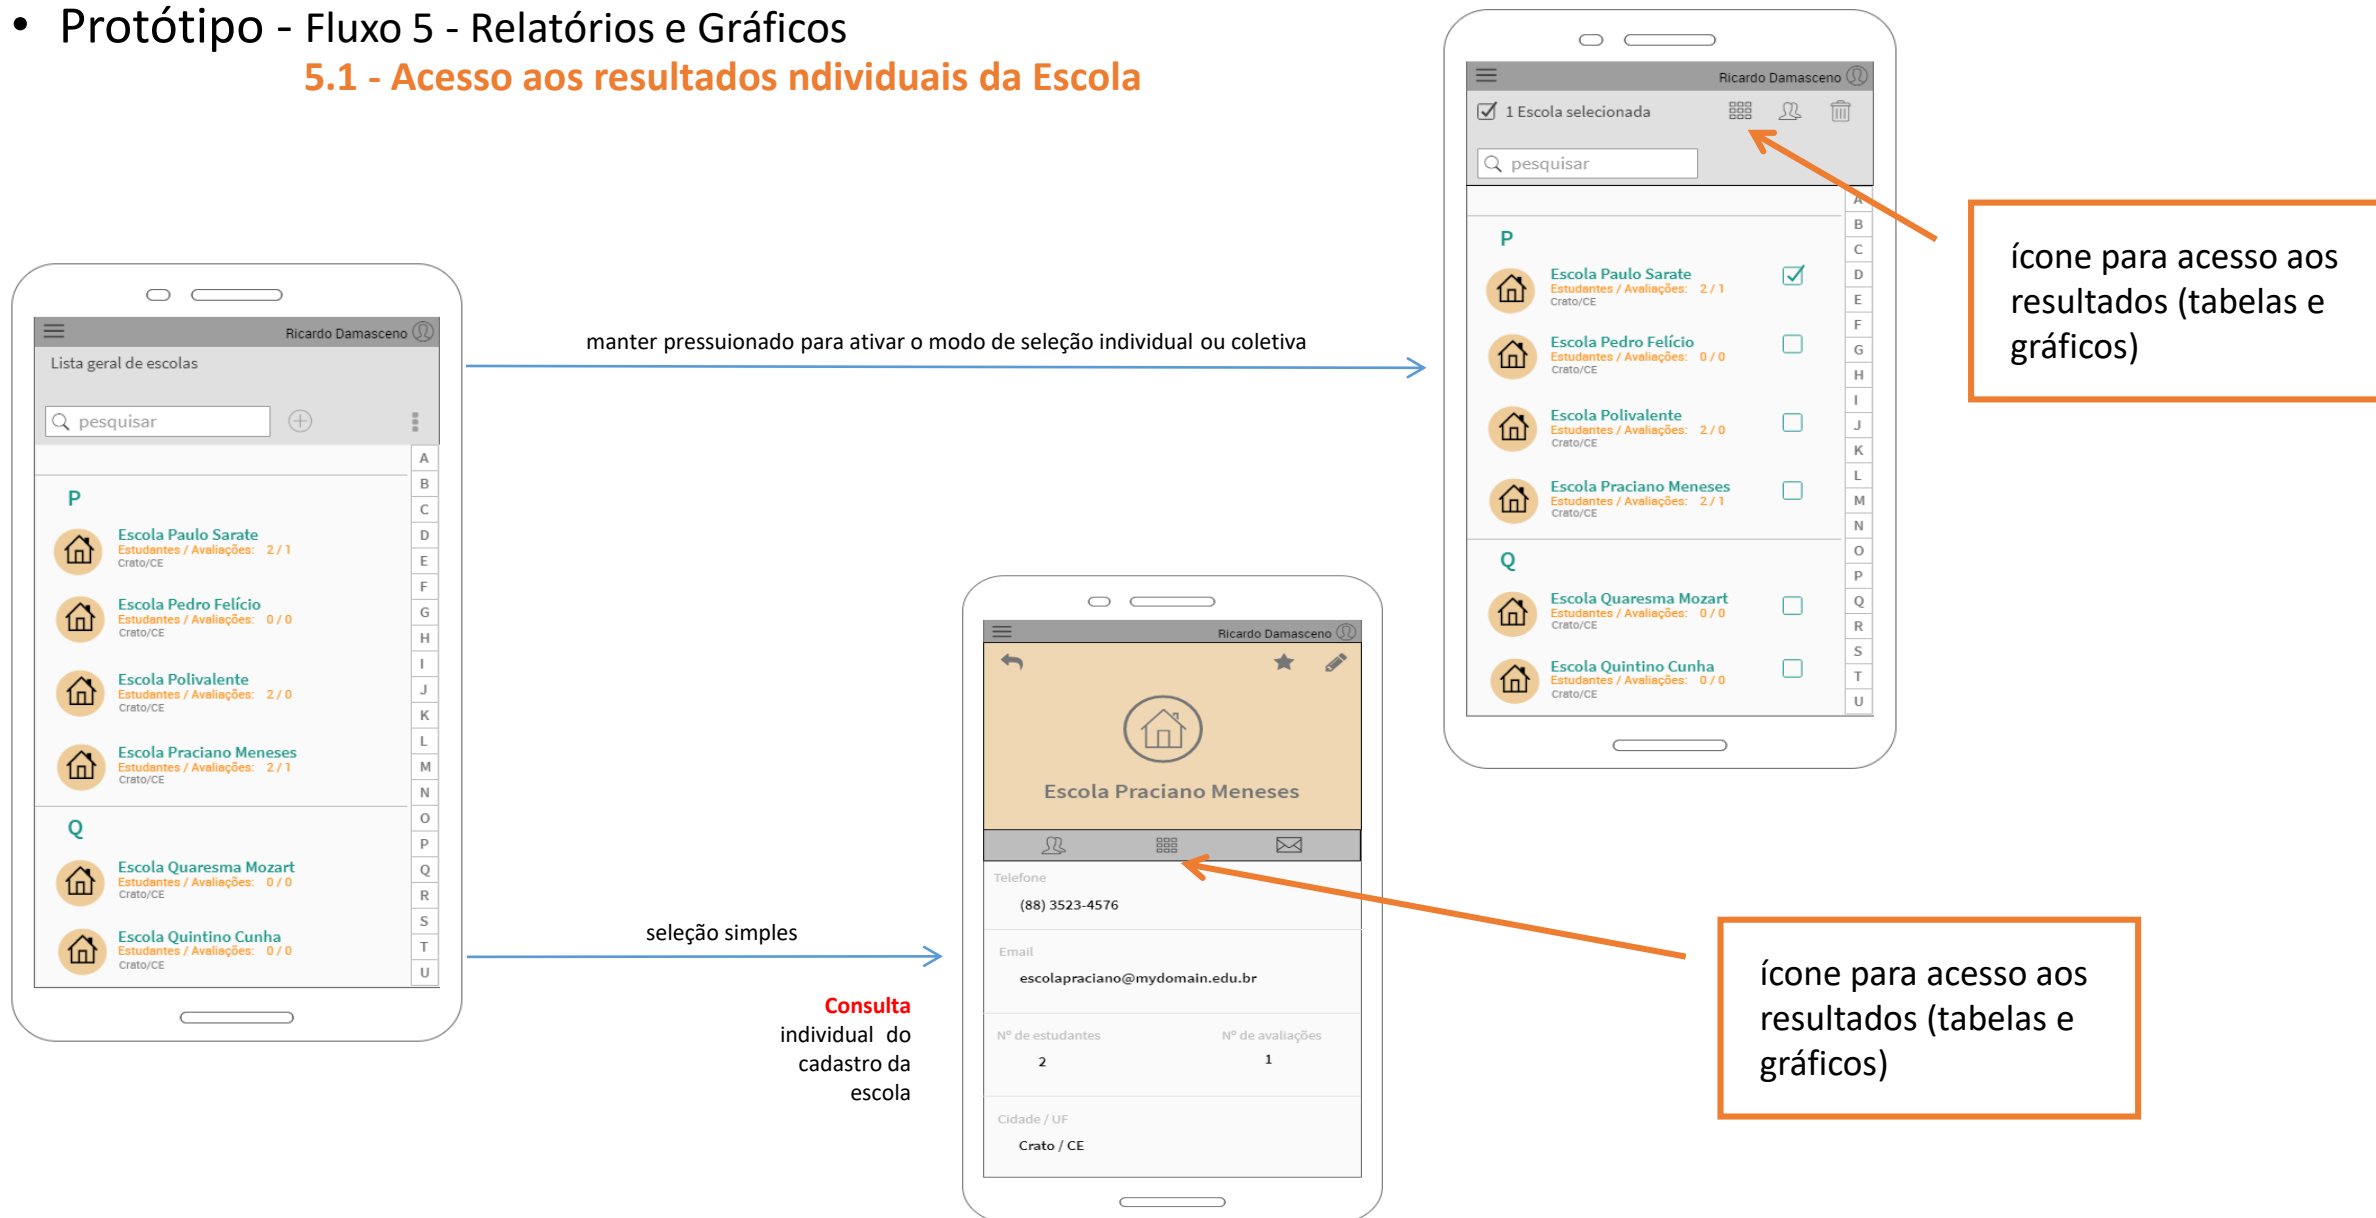 • Protótipo - Fluxo 5 - Relatórios e Gráficos
5.1 - Acesso aos resultados ndividuais da Escola
Ricardo Damasceno
Lista geral de escolas
pesquisar
P
Escola Paulo Sarate
Estudantes / Avaliações: 2 / 1
Crato/CE
Escola Pedro Felício
Estudantes / Avaliações: 0 / 0
Crato/CE
Escola Polivalente
Estudantes / Avaliações: 2 / 0
Crato/CE
Escola Praciano Meneses
Estudantes / Avaliações: 2 / 1
Crato/CE
Q
Escola Quaresma Mozart
Estudantes / Avaliações: 0 / 0
Crato/CE
Escola Quintino Cunha
Estudantes / Avaliações: 0 / 0
Crato/CE
A
B
C
D
E
F
G
H
I
J
K
L
M
N
O
P
Q
R
S
T
U
manter pressuionado para ativar o modo de seleção individual ou coletiva
seleção simples
Consulta
individual do
cadastro da
escola
Ricardo Damasceno
Escola Praciano Meneses
Telefone
(88) 3523-4576
Email
escolapraciano@mydomain.edu.br
Nº de estudantes Nº de avaliações
2 1
Cidade / UF
Crato / CE
Ricardo Damasceno
1 Escola selecionada
pesquisar
P
Escola Paulo Sarate
Estudantes / Avaliações: 2 / 1
Crato/CE
Escola Pedro Felício
Estudantes / Avaliações: 0 / 0
Crato/CE
Escola Polivalente
Estudantes / Avaliações: 2 / 0
Crato/CE
Escola Praciano Meneses
Estudantes / Avaliações: 2 / 1
Crato/CE
Q
Escola Quaresma Mozart
Estudantes / Avaliações: 0 / 0
Crato/CE
Escola Quintino Cunha
Estudantes / Avaliações: 0 / 0
Crato/CE
A
B
C
D
E
F
G
H
I
J
K
L
M
N
O
P
Q
R
S
T
U
ícone para acesso aos
resultados (tabelas e
gráficos)
ícone para acesso aos
resultados (tabelas e
gráficos)